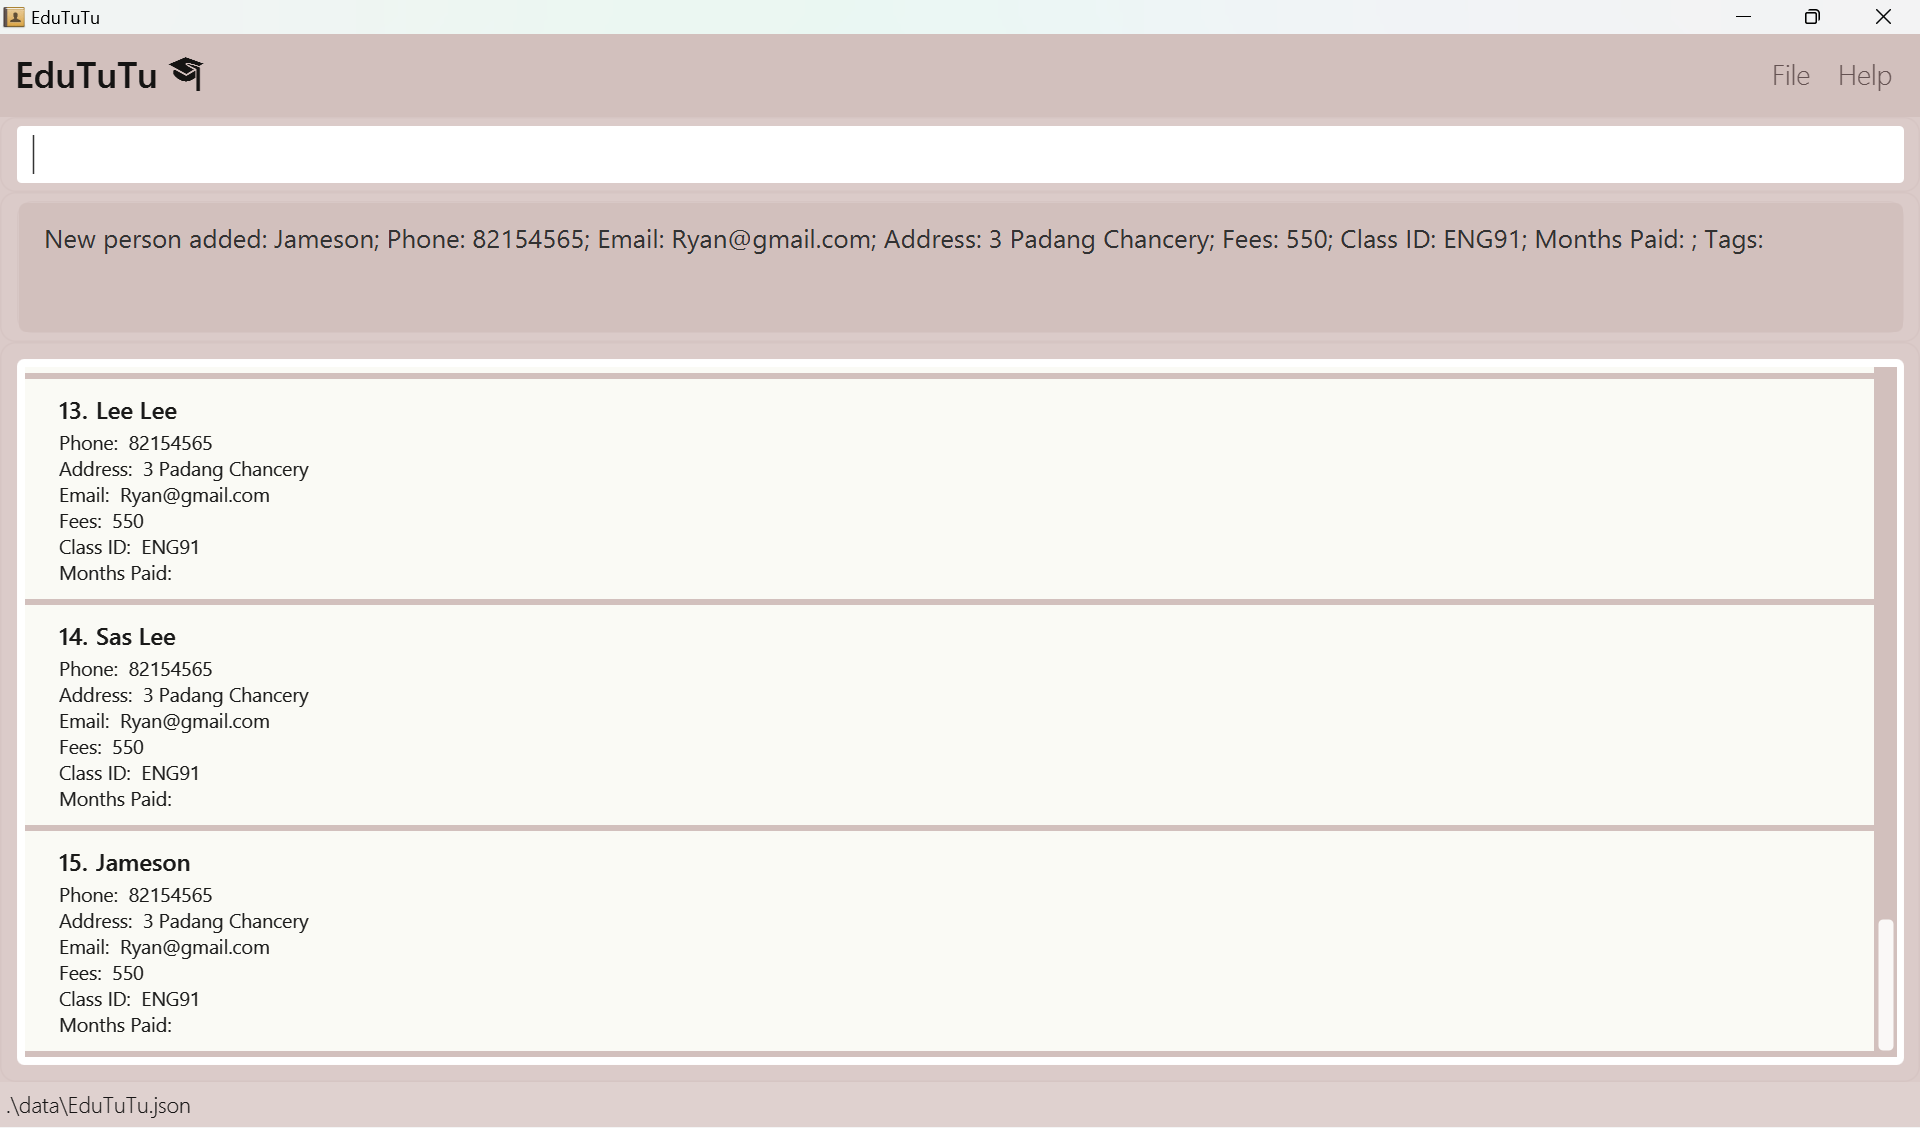 EduTuTu
EduTuTu
File Help
New person added: Jameson; Phone: 82154565; Email: Ryan@gmail.com; Address: 3 Padang Chancery; Fees: 550; Class ID: ENG91; Months Paid: ; Tags:
13. Lee Lee
Phone: 82154565
Address: 3 Padang Chancery
Email: Ryan@gmail.com
Fees: 550
Class ID: ENG91
Months Paid:
14. Sas Lee
Phone: 82154565
Address: 3 Padang Chancery
Email: Ryan@gmail.com
Fees: 550
Class ID: ENG91
Months Paid:
15. Jameson
Phone: 82154565
Address: 3 Padang Chancery
Email: Ryan@gmail.com
Fees: 550
Class ID: ENG91
Months Paid:
.\data\EduTuTu.json